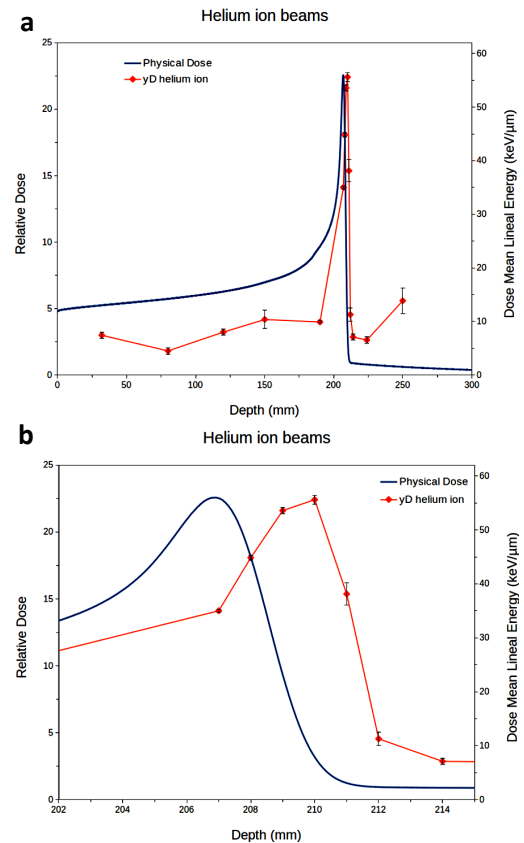 a
Helium ion beams
Physical Dose
yD helium ion
Relative Dose
Dose Mean Lineal Energy (keV/μm)
25
20
15
10
5
0
60
50
40
30
20
10
0
0 50 100 150 200 250 300
Depth (mm)
b
Helium ion beams
Physical Dose
yD helium ion
Relative Dose
Dose Mean Lineal Energy (keV/μm)
25
20
15
10
5
0
60
50
40
30
20
10
0
202 204 206 208 210 212 214
Depth (mm)